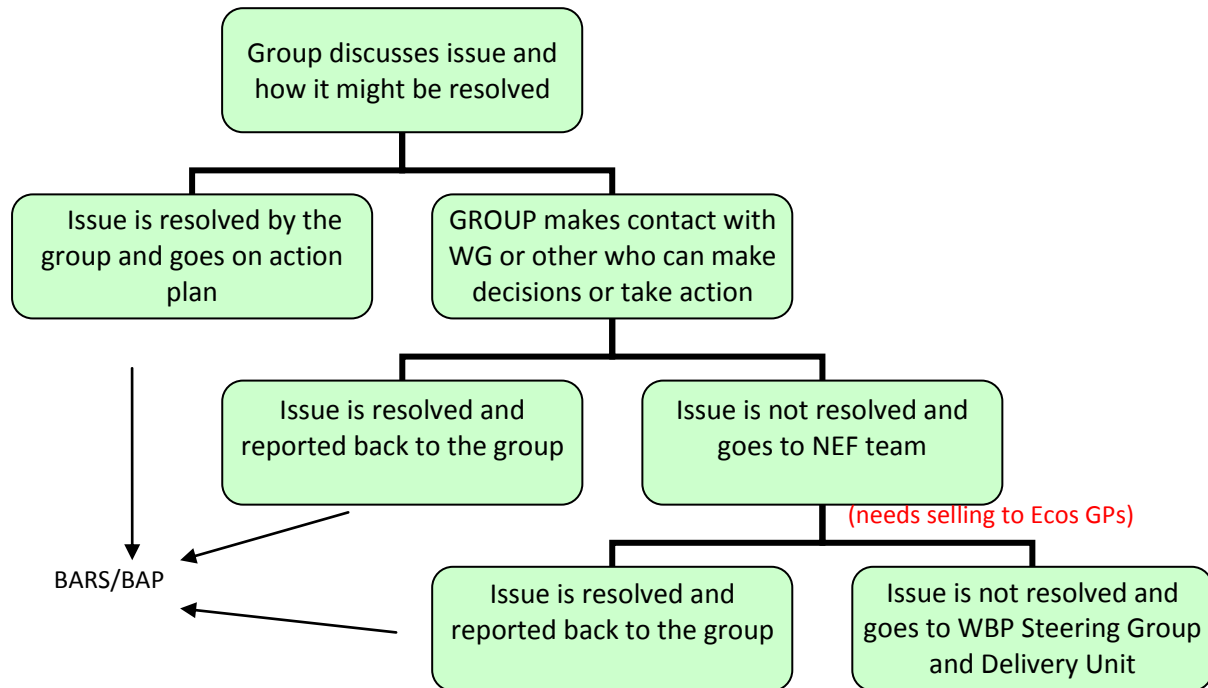 Group discusses issue and
how it might be resolved
Issue is resolved by the
group and goes on action
plan
GROUP makes contact with
WG or other who can make
decisions or take action
Issue is resolved and
reported back to the group
Issue is not resolved and
goes to NEF team
(needs selling to Ecos GPs)
BARS/BAP
Issue is resolved and
reported back to the group
Issue is not resolved and
goes to WBP Steering Group
and Delivery Unit